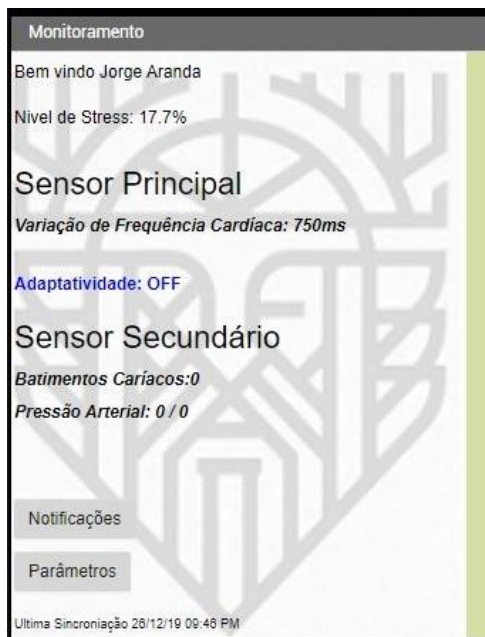 Monitoramento
Bem vindo Jorge Aranda
Nivel de Stress: 17.7%
Sensor Principal
Variação de Frequência Cardíaca: 750ms
Adaptatividade: OFF
Sensor Secundário
Batimentos Caríacos:0
Pressão Arterial: 0 / 0
Notificações
Parâmetros
Ultima Sincroniação 26/12/19 09:46 PM